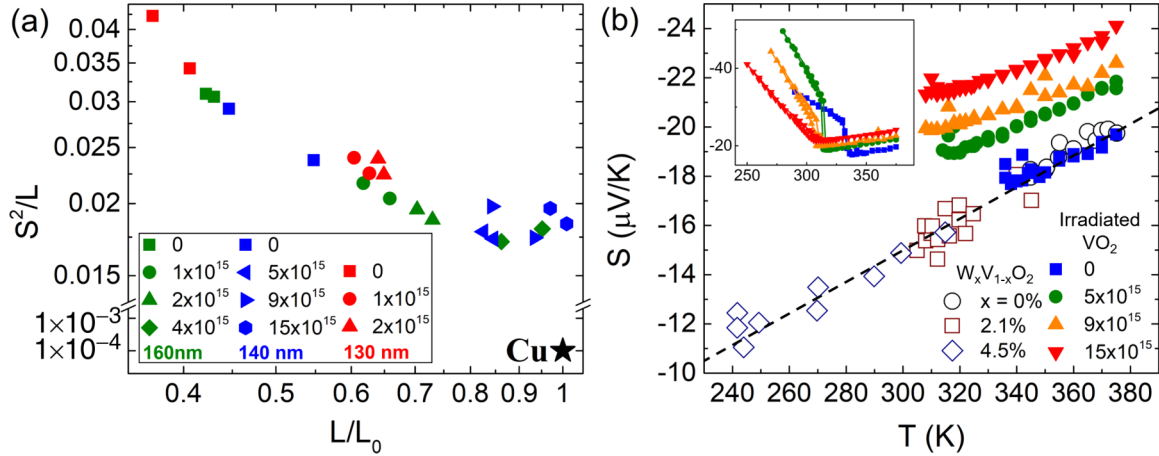 (a)
S²/L
0.04
0.03
0.02
0.015
1×10⁻³
1×10⁻⁴
0 0 0
1x10¹⁵ 5x10¹⁵ 1x10¹⁵
2x10¹⁵ 9x10¹⁵ 2x10¹⁵
4x10¹⁵ 15x10¹⁵
160nm 140 nm 130 nm
Cu
0.4 0.5 0.6 0.7 0.8 0.9 1
L/L₀
(b)
S (μV/K)
-24
-22
-20
-18
-16
-14
-12
-10
-40
-20
250 300 350
Irradiated
VO₂
0
5x10¹⁵
9x10¹⁵
15x10¹⁵
WₓV₁₋ₓO₂
x = 0%
2.1%
4.5%
240 260 280 300 320 340 360 380
T (K)